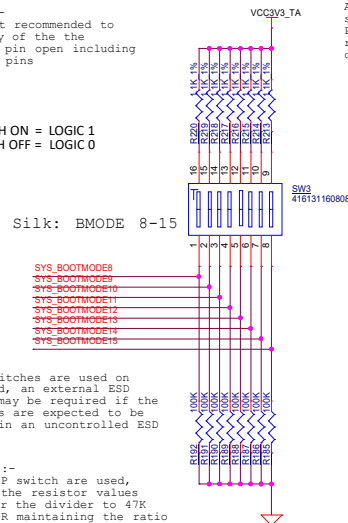 VCC3V3_TA
:-
t recommended to
y of the the
pin open including
pins
H ON = LOGIC 1
H OFF = LOGIC 0
1K 1% 1K 1% 1K 1% 1K 1% 1K 1% 1K 1% 1K 1% 1K 1%
R220 R219 R218 R217 R216 R215 R214 R213
16 15 14 13 12 11 10 9
SW3
416131160808
Silk: BMODE 8-15
1 2 3 4 5 6 7 8
SYS_BOOTMODE8
SYS_BOOTMODE9
SYS_BOOTMODE10
SYS_BOOTMODE11
SYS_BOOTMODE12
SYS_BOOTMODE13
SYS_BOOTMODE14
SYS_BOOTMODE15
itches are used on
d, an external ESD
may be required if the
s are expected to be
in an uncontrolled ESD
100K 100K 100K 100K 100K 100K 100K 100K
R192 R191 R190 R189 R188 R187 R186 R185
:-
P switch are used,
the resistor values
r the divider to 47K
OR maintaining the ratio